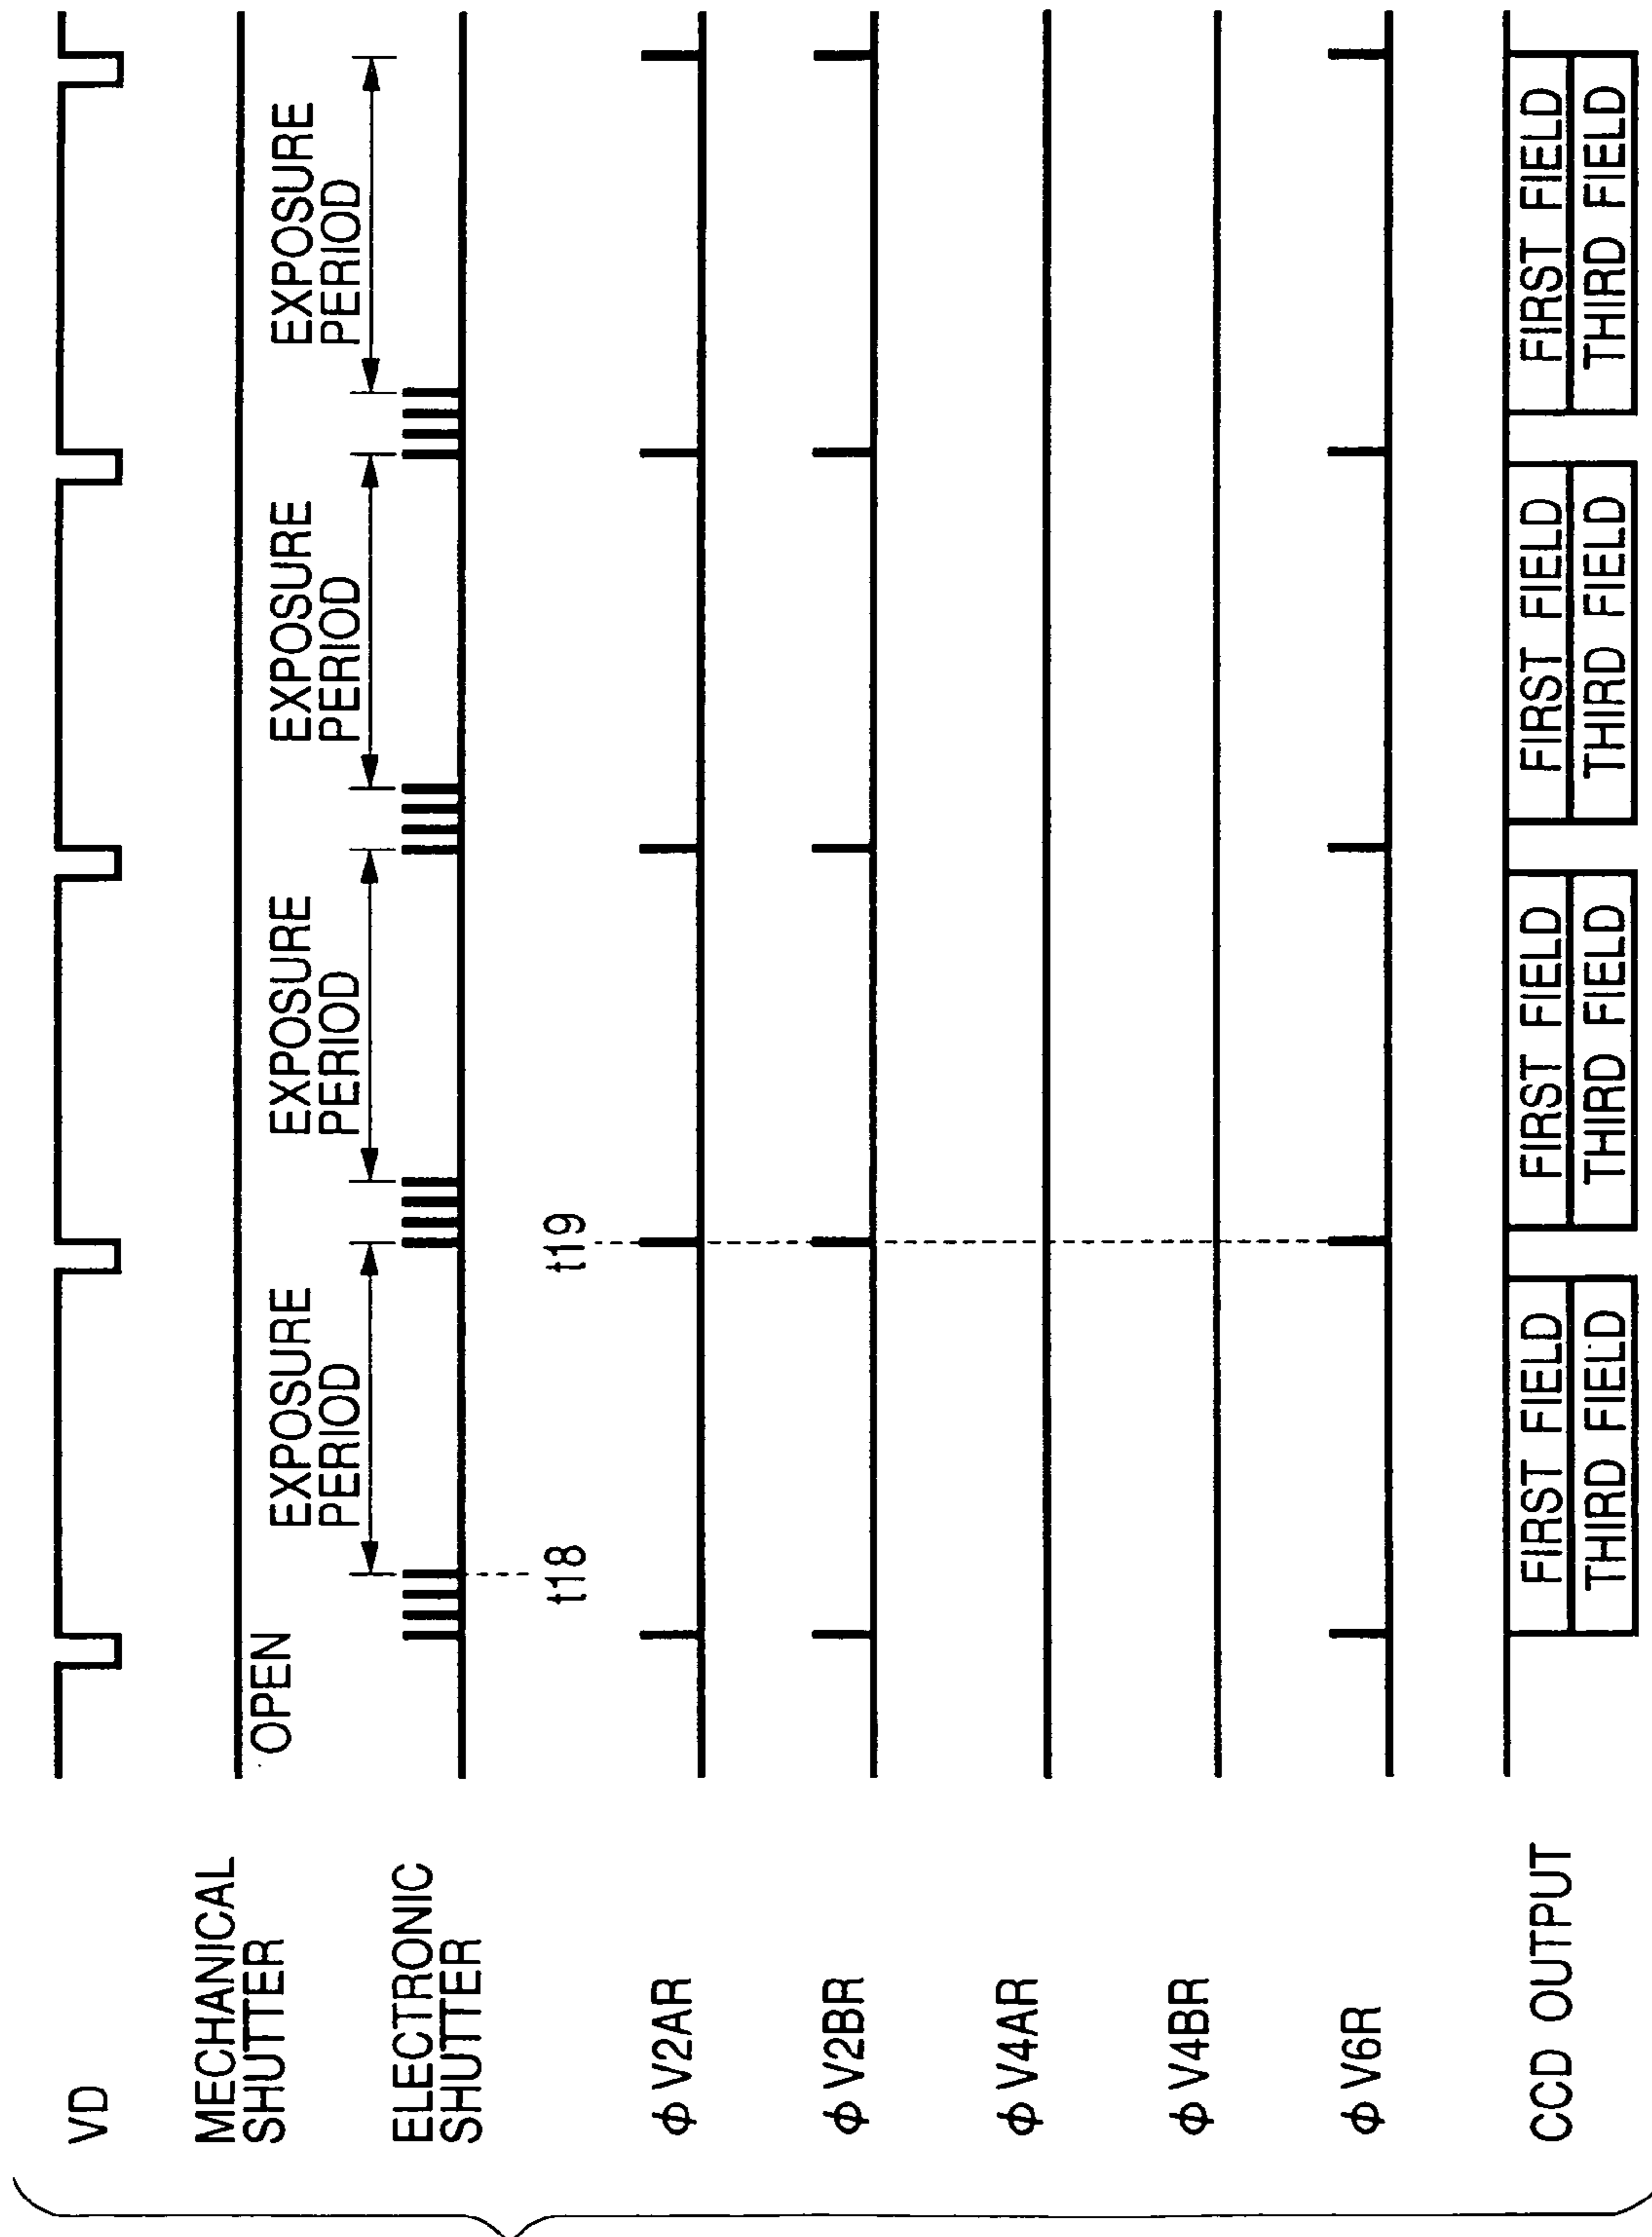 VD
MECHANICAL
SHUTTER
OPEN
ELECTRONIC
SHUTTER
EXPOSURE
PERIOD
EXPOSURE
PERIOD
EXPOSURE
PERIOD
EXPOSURE
PERIOD
t18
t19
ϕ V2AR
ϕ V2BR
ϕ V4AR
ϕ V4BR
ϕ V6R
CCD OUTPUT
FIRST FIELD
THIRD FIELD
FIRST FIELD
THIRD FIELD
FIRST FIELD
THIRD FIELD
FIRST FIELD
THIRD FIELD